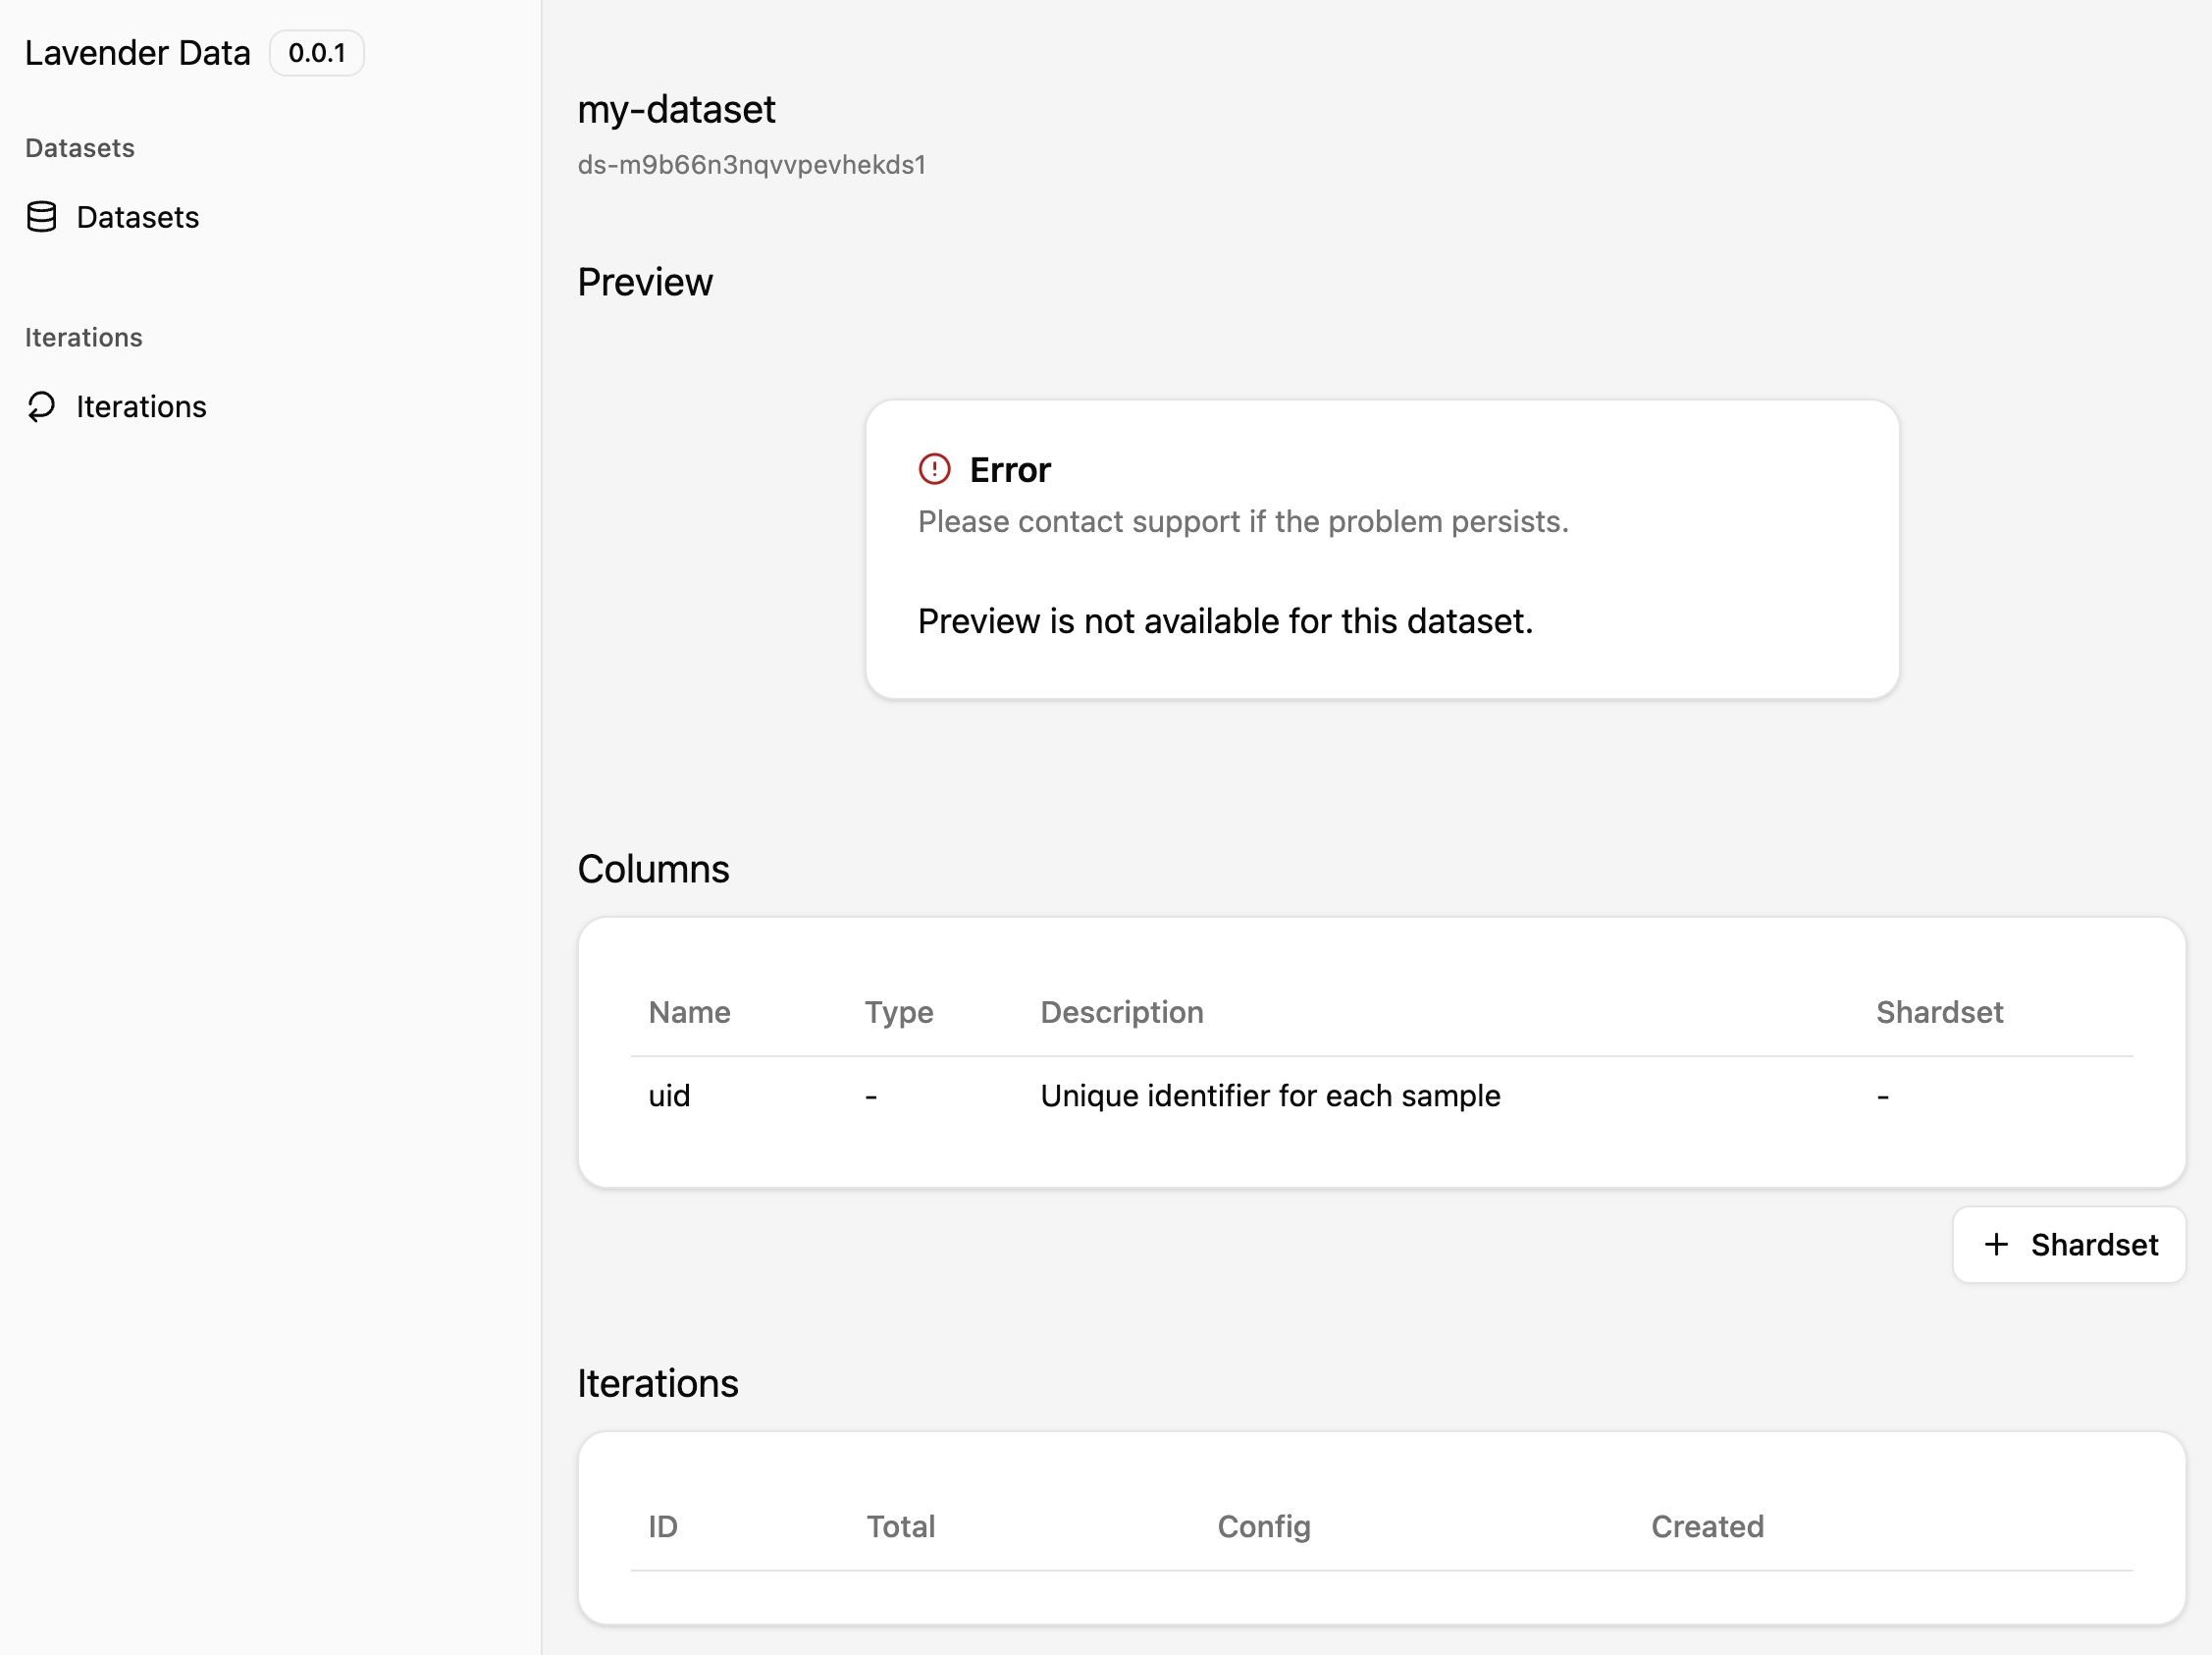 Lavender Data 0.0.1
Datasets
Datasets
Iterations
Iterations
my-dataset
ds-m9b66n3nqvvpevhekds1
Preview
Error
Please contact support if the problem persists.
Preview is not available for this dataset.
Columns
Name Type Description Shardset
uid - Unique identifier for each sample -
+ Shardset
Iterations
ID Total Config Created